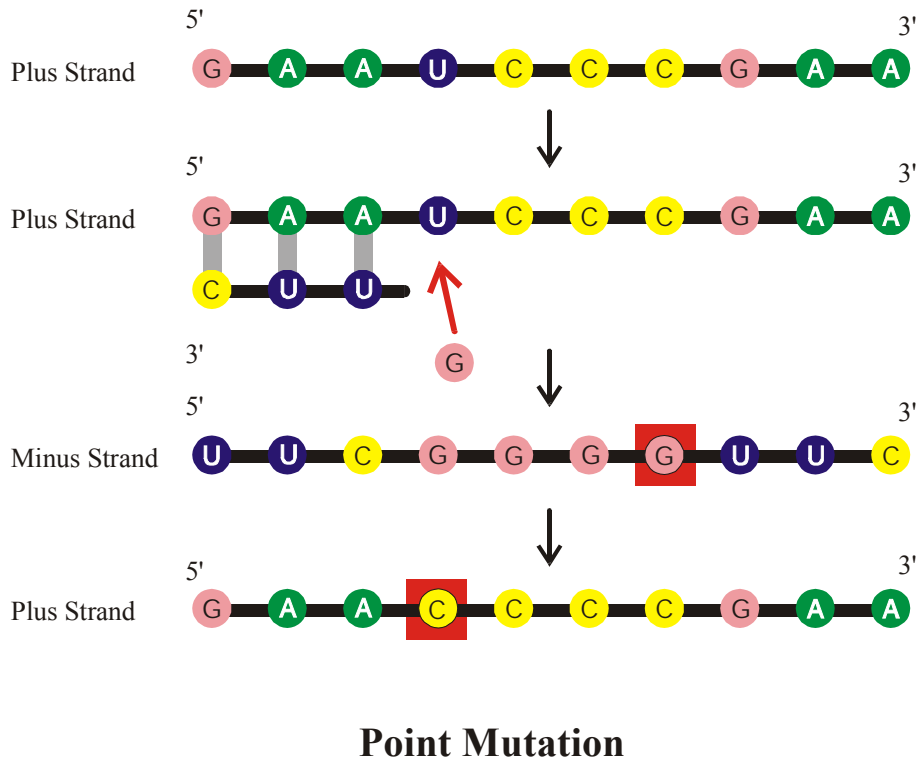 5' 3'
Plus Strand G A A U C C C G A A
5' 3'
Plus Strand G A A U C C C G A A
C U U
3' G
5' 3'
Minus Strand U U C G G G G U U C
5' 3'
Plus Strand G A A C C C C G A A
Point Mutation